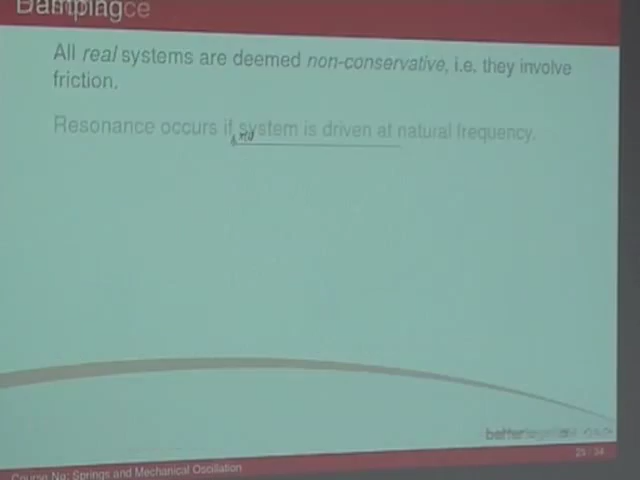 Damping
All real systems are deemed non-conservative, i.e. they involve
friction.
Resonance occurs if system is driven at natural frequency.
Course No: Springs and Mechanical Oscillation